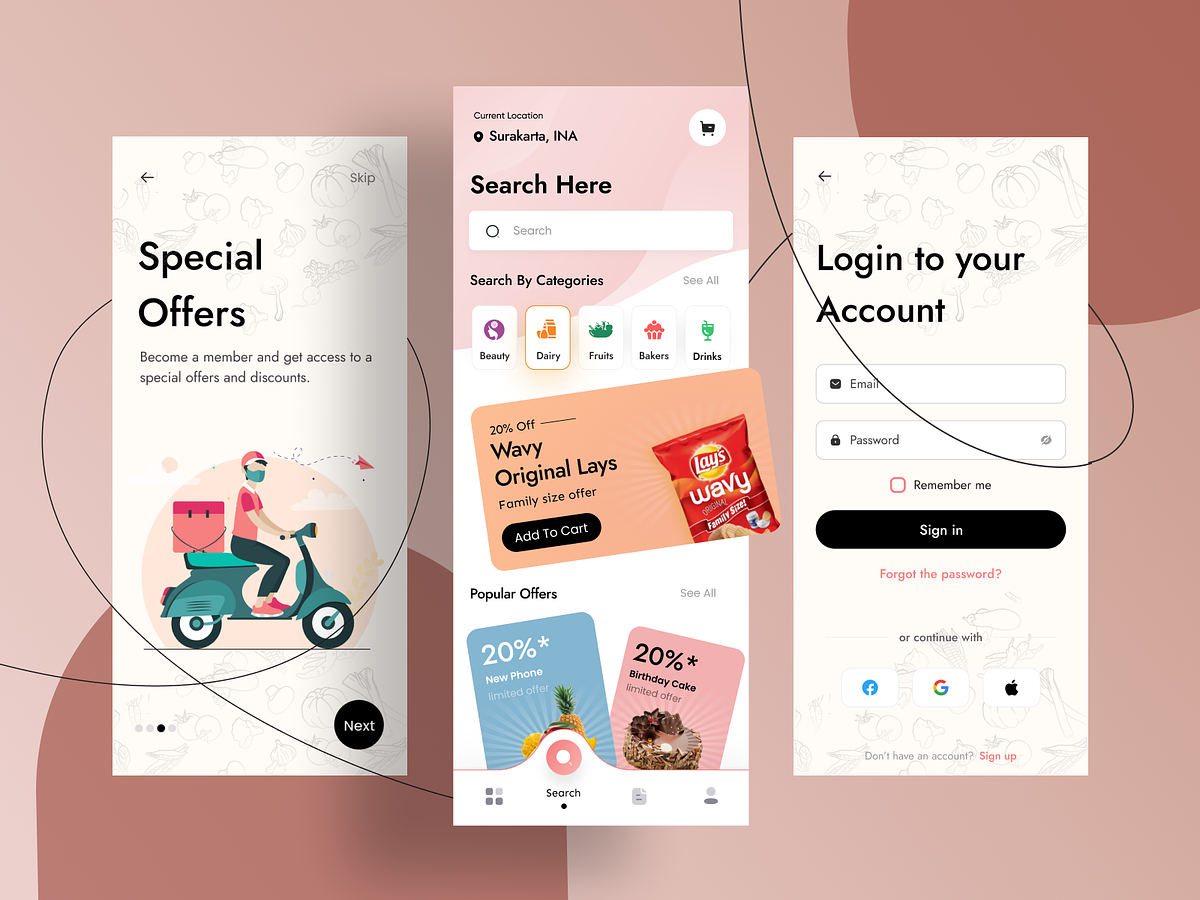 Skip
Special
Offers
Become a member and get access to a
special offers and discounts.
Next
Current Location
Surakarta, INA
Search Here
Search
Search By Categories
See All
Beauty
Dairy
Fruits
Bakers
Drinks
20% Off
Wavy
Original Lays
Family size offer
Add To Cart
Lay's
wavy
ORIGINAL
Family Size!
Popular Offers
See All
20%*
New Phone
limited offer
20%*
Birthday Cake
limited offer
Search
Login to your
Account
Email
Password
Remember me
Sign in
Forgot the password?
or continue with
Don't have an account? Sign up